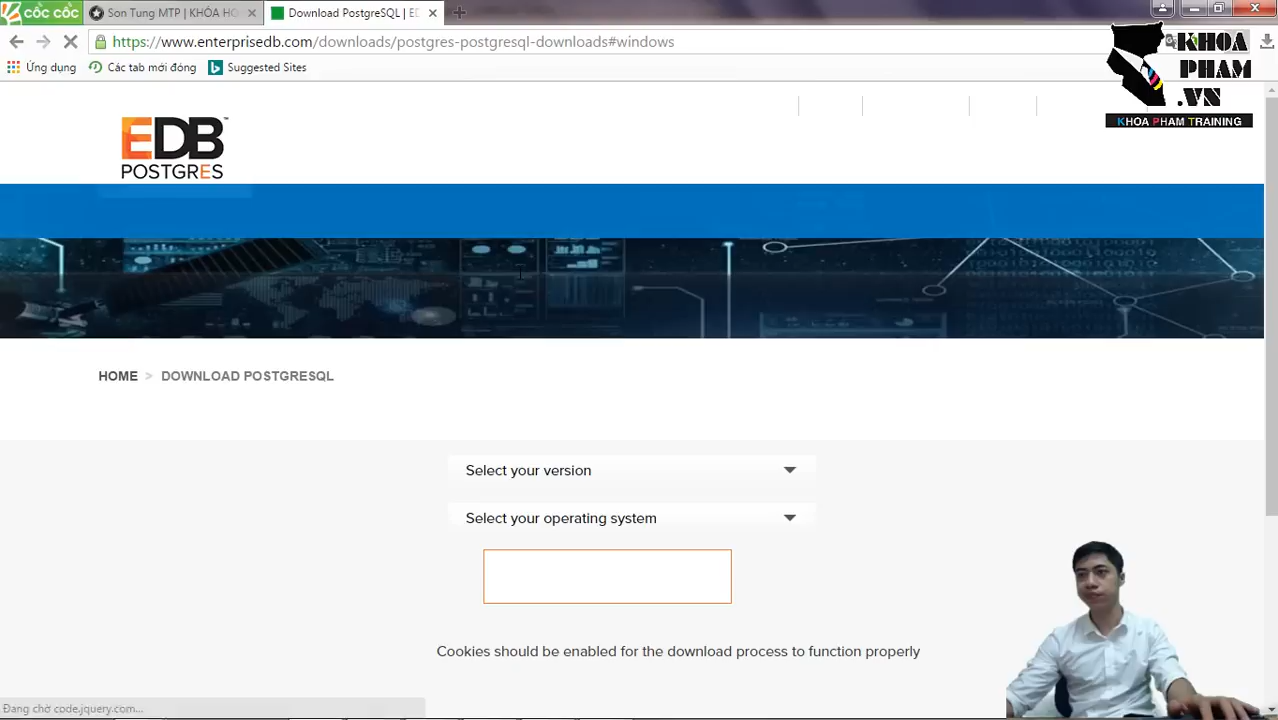 cốc cốc
Son Tung MTP | KHÓA HỌ
Download PostgreSQL | ED
https://www.enterprisedb.com/downloads/postgres-postgresql-downloads#windows
Ứng dụng
Các tab mới đóng
Suggested Sites
KHOA
PHAM
.VN
KHOA PHAM TRAINING
EDB
POSTGRES
HOME > DOWNLOAD POSTGRESQL
Select your version
Select your operating system
Cookies should be enabled for the download process to function properly
Đang chờ code.jquery.com...